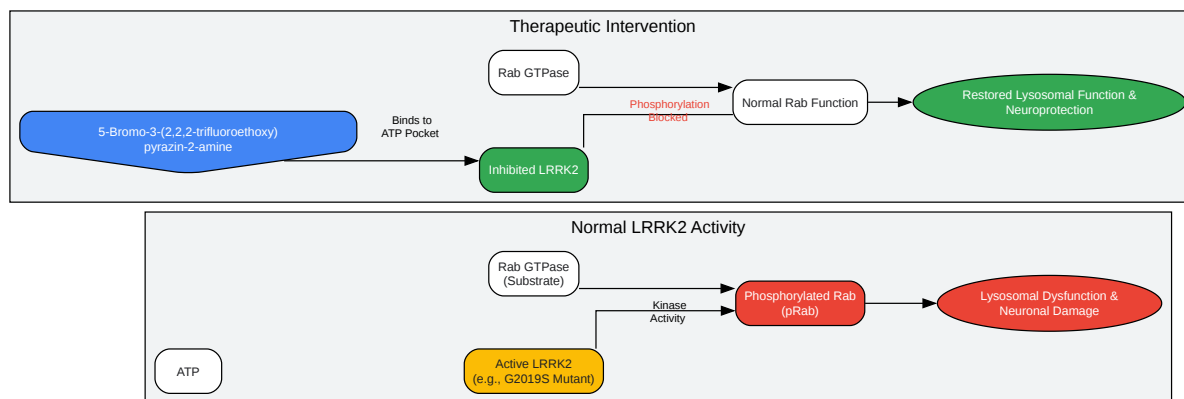 Therapeutic Intervention
Rab GTPase
Phosphorylation
Blocked
Normal Rab Function
Restored Lysosomal Function &
Neuroprotection
5-Bromo-3-(2,2,2-trifluoroethoxy)
pyrazin-2-amine
Binds to
ATP Pocket
Inhibited LRRK2
Normal LRRK2 Activity
Rab GTPase
(Substrate)
Kinase
Activity
Phosphorylated Rab
(pRab)
Lysosomal Dysfunction &
Neuronal Damage
ATP
Active LRRK2
(e.g., G2019S Mutant)